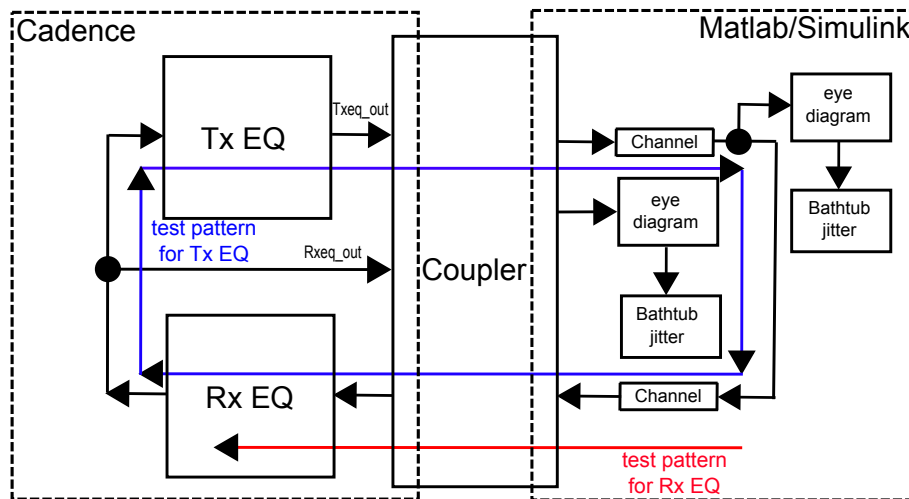 Cadence
Matlab/Simulink
Tx EQ
Txeq_out
Channel
eye
diagram
Bathtub
jitter
test pattern
for Tx EQ
Rxeq_out
Coupler
eye
diagram
Bathtub
jitter
Rx EQ
Channel
test pattern
for Rx EQ